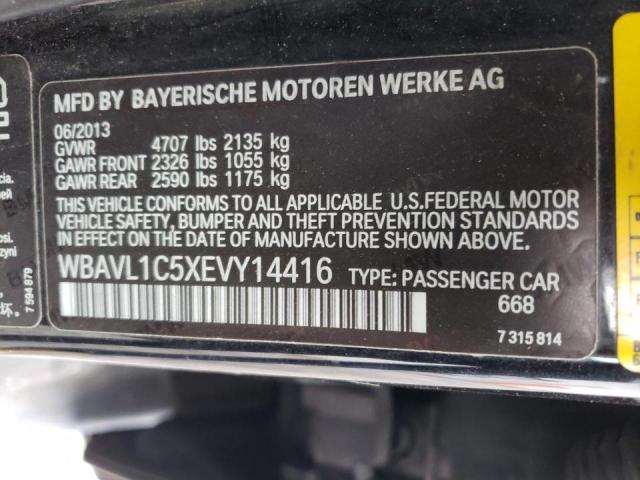 MFD BY BAYERISCHE MOTOREN WERKE AG
06/2013
GVWR 4707 lbs 2135 kg
GAWR FRONT 2326 lbs 1055 kg
GAWR REAR 2590 lbs 1175 kg
THIS VEHICLE CONFORMS TO ALL APPLICABLE U.S.FEDERAL MOTOR
VEHICLE SAFETY, BUMPER AND THEFT PREVENTION STANDARDS
IN EFFECT ON THE DATE OF MANUFACTURE SHOWN ABOVE.
WBAVL1C5XEVY14416 TYPE: PASSENGER CAR
668
7 315 814
7 594 879